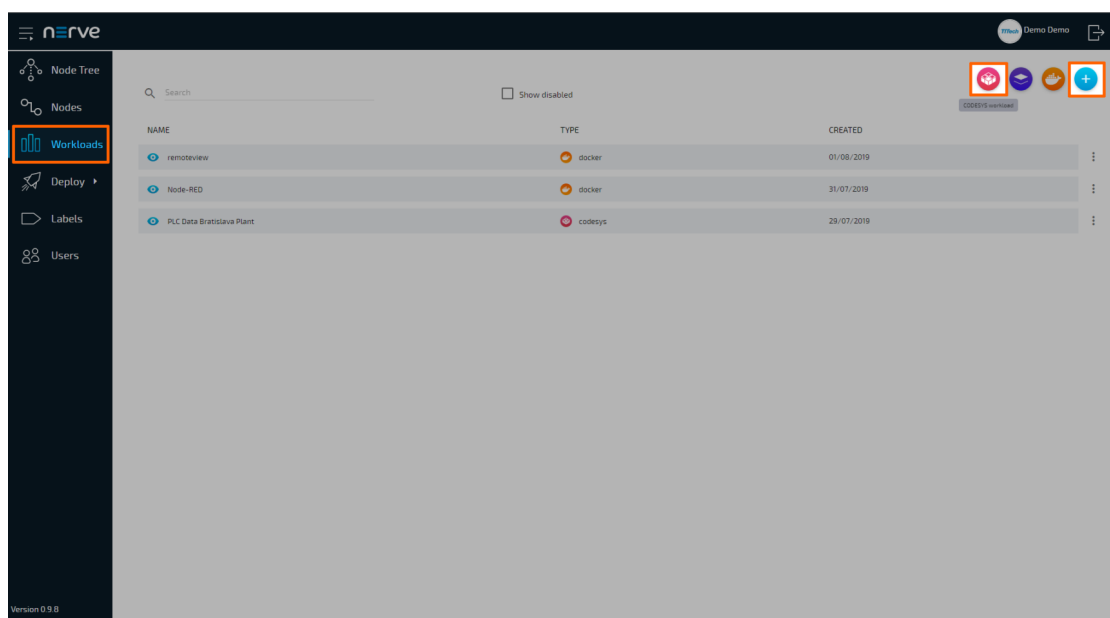 nerve
TTTech Demo Demo
Node Tree
Nodes
Workloads
Deploy
Labels
Users
Search
Show disabled
CODESYS workload
NAME TYPE CREATED
remoteview docker 01/08/2019
Node-RED docker 31/07/2019
PLC Data Bratislava Plant codesys 29/07/2019
Version 0.9.8